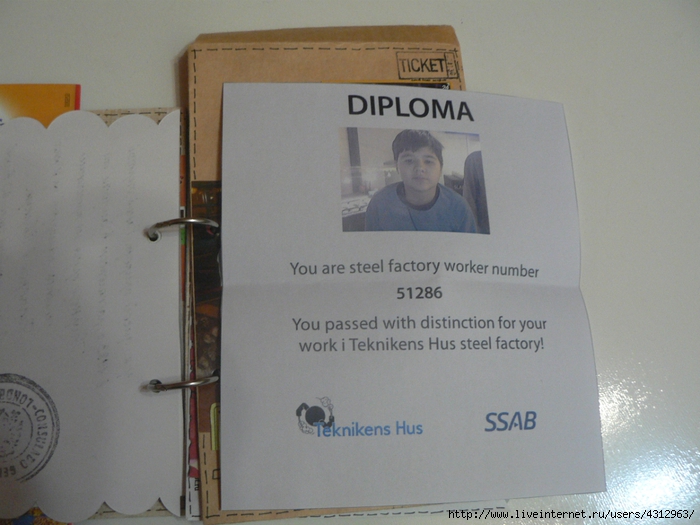 TICKET
DIPLOMA
You are steel factory worker number
51286
You passed with distinction for your
work i Teknikens Hus steel factory!
Teknikens Hus
SSAB
http://www.liveinternet.ru/users/4312963/